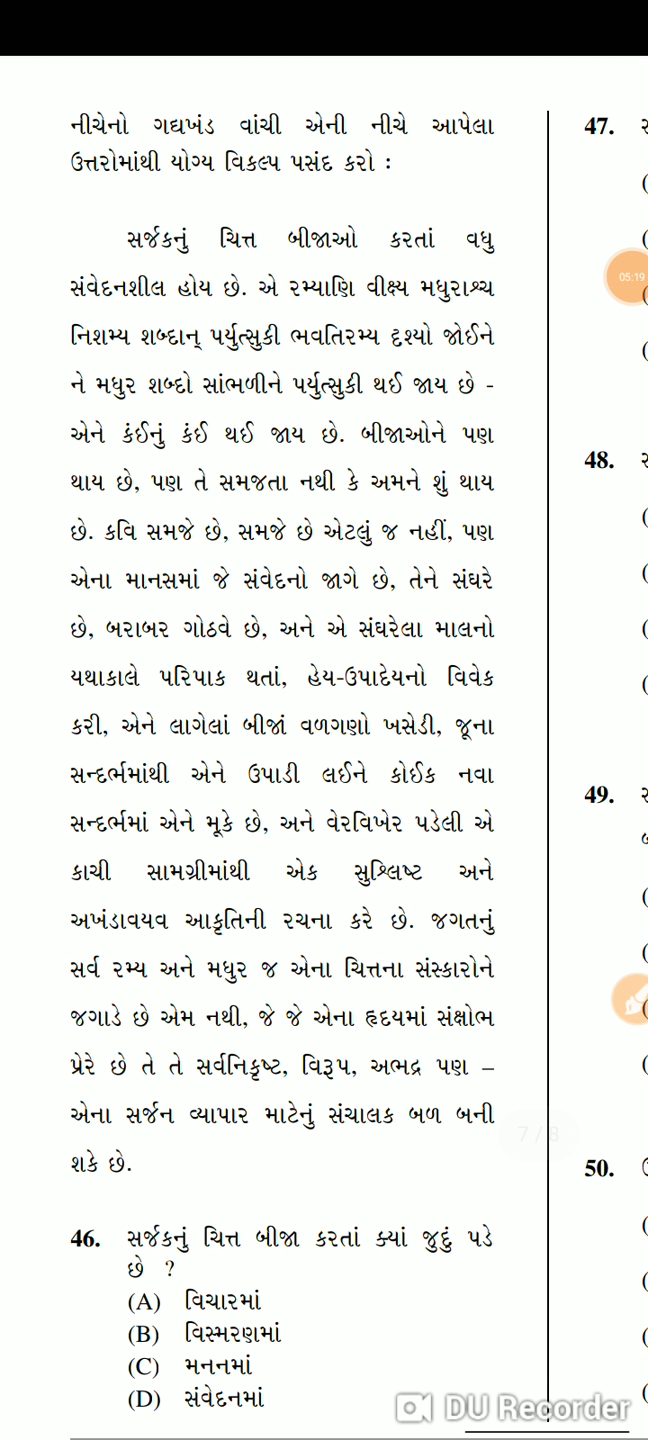 નીચેનો ગદ્યખંડ વાંચી એની નીચે આપેલા
ઉત્તરોમાંથી યોગ્ય વિકલ્પ પસંદ કરો :
સર્જકનું ચિત્ત બીજાઓ કરતાં વધુ
સંવેદનશીલ હોય છે. એ રમ્યાણિ વીક્ષ્ય મધુરાશ્ચ
નિશમ્ય શબ્દાન્ પર્યુત્સુકી ભવતિરમ્ય દૃશ્યો જોઈને
ને મધુર શબ્દો સાંભળીને પર્યુત્સુકી થઈ જાય છે -
એને કંઈનું કંઈ થઈ જાય છે. બીજાઓને પણ
થાય છે, પણ તે સમજતા નથી કે અમને શું થાય
છે. કવિ સમજે છે, સમજે છે એટલું જ નહીં, પણ
એના માનસમાં જે સંવેદનો જાગે છે, તેને સંઘરે
છે, બરાબર ગોઠવે છે, અને એ સંઘરેલા માલનો
યથાકાલે પરિપાક થતાં, હેય-ઉપાદેયનો વિવેક
કરી, એને લાગેલાં બીજાં વળગણો ખસેડી, જૂના
સન્દર્ભમાંથી એને ઉપાડી લઈને કોઈક નવા
સન્દર્ભમાં એને મૂકે છે, અને વેરવિખેર પડેલી એ
કાચી સામગ્રીમાંથી એક સુશ્લિષ્ટ અને
અખંડાવયવ આકૃતિની રચના કરે છે. જગતનું
સર્વ રમ્ય અને મધુર જ એના ચિત્તના સંસ્કારોને
જગાડે છે એમ નથી, જે જે એના હૃદયમાં સંક્ષોભ
પ્રેરે છે તે તે સર્વનિકૃષ્ટ, વિરૂપ, અભદ્ર પણ –
એના સર્જન વ્યાપાર માટેનું સંચાલક બળ બની
શકે છે.
46. સર્જકનું ચિત્ત બીજા કરતાં ક્યાં જુદું પડે
છે ?
(A) વિચારમાં
(B) વિસ્મરણમાં
(C) મનનમાં
(D) સંવેદનમાં
47.
05:19
48.
49.
7 / 8
50.
DU Recorder